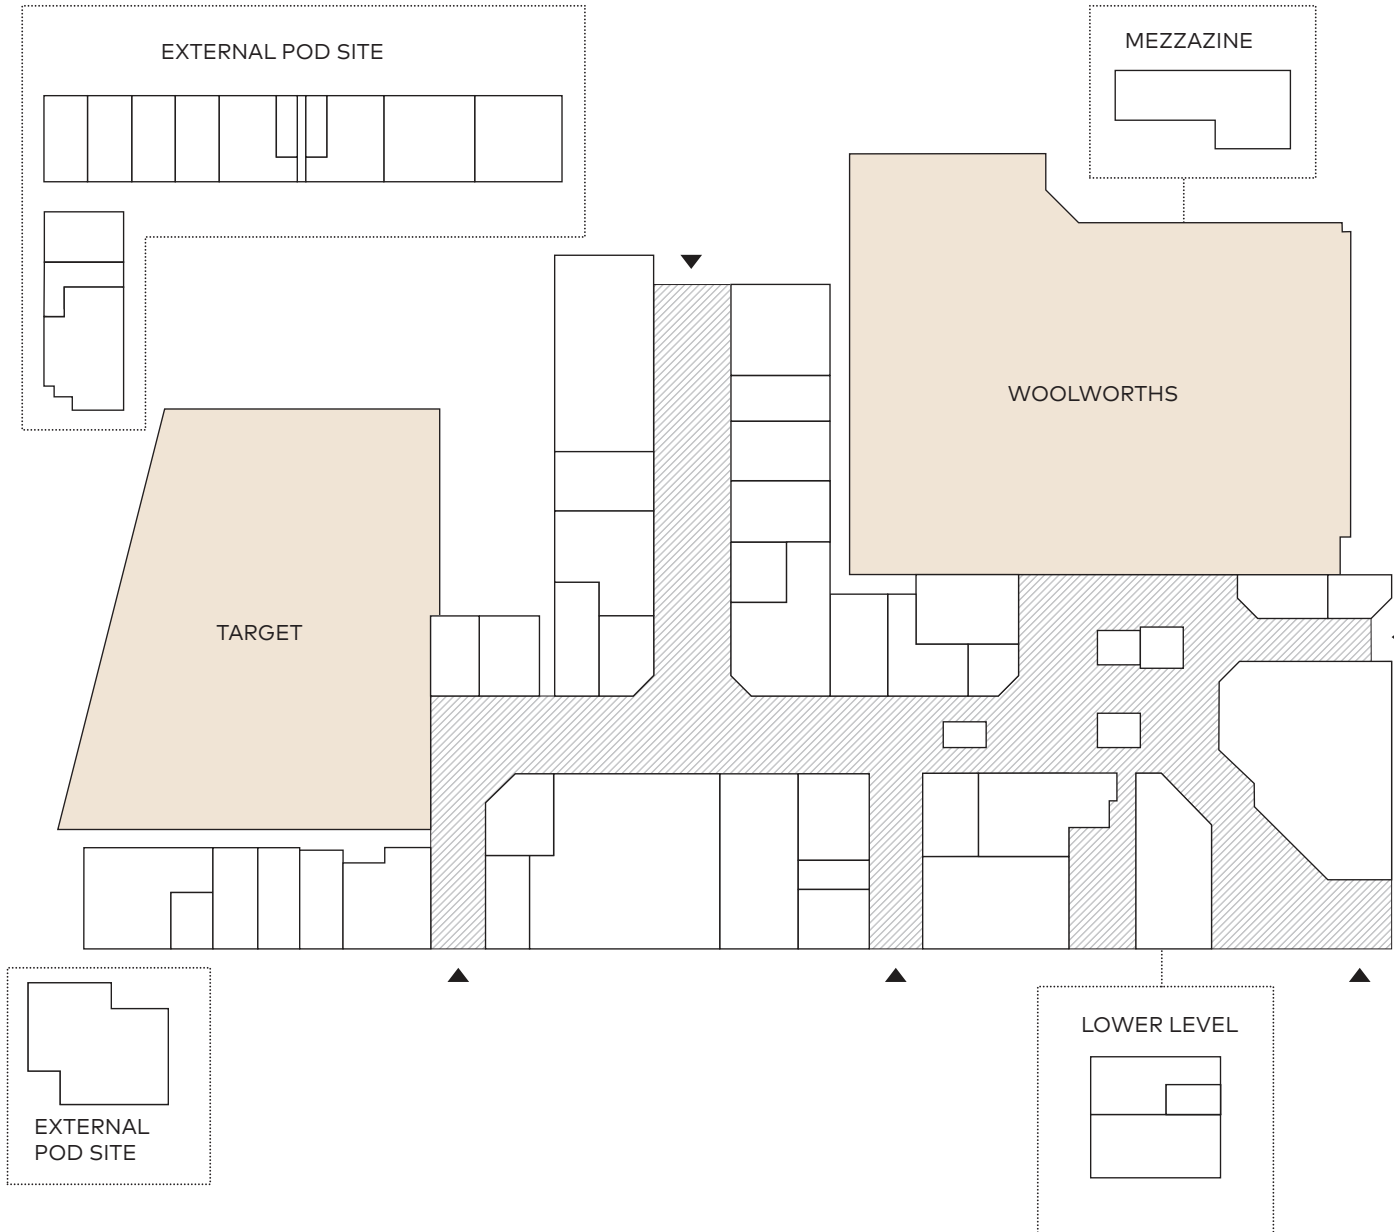 EXTERNAL POD SITE
MEZZAZINE
WOOLWORTHS
TARGET
LOWER LEVEL
EXTERNAL
POD SITE